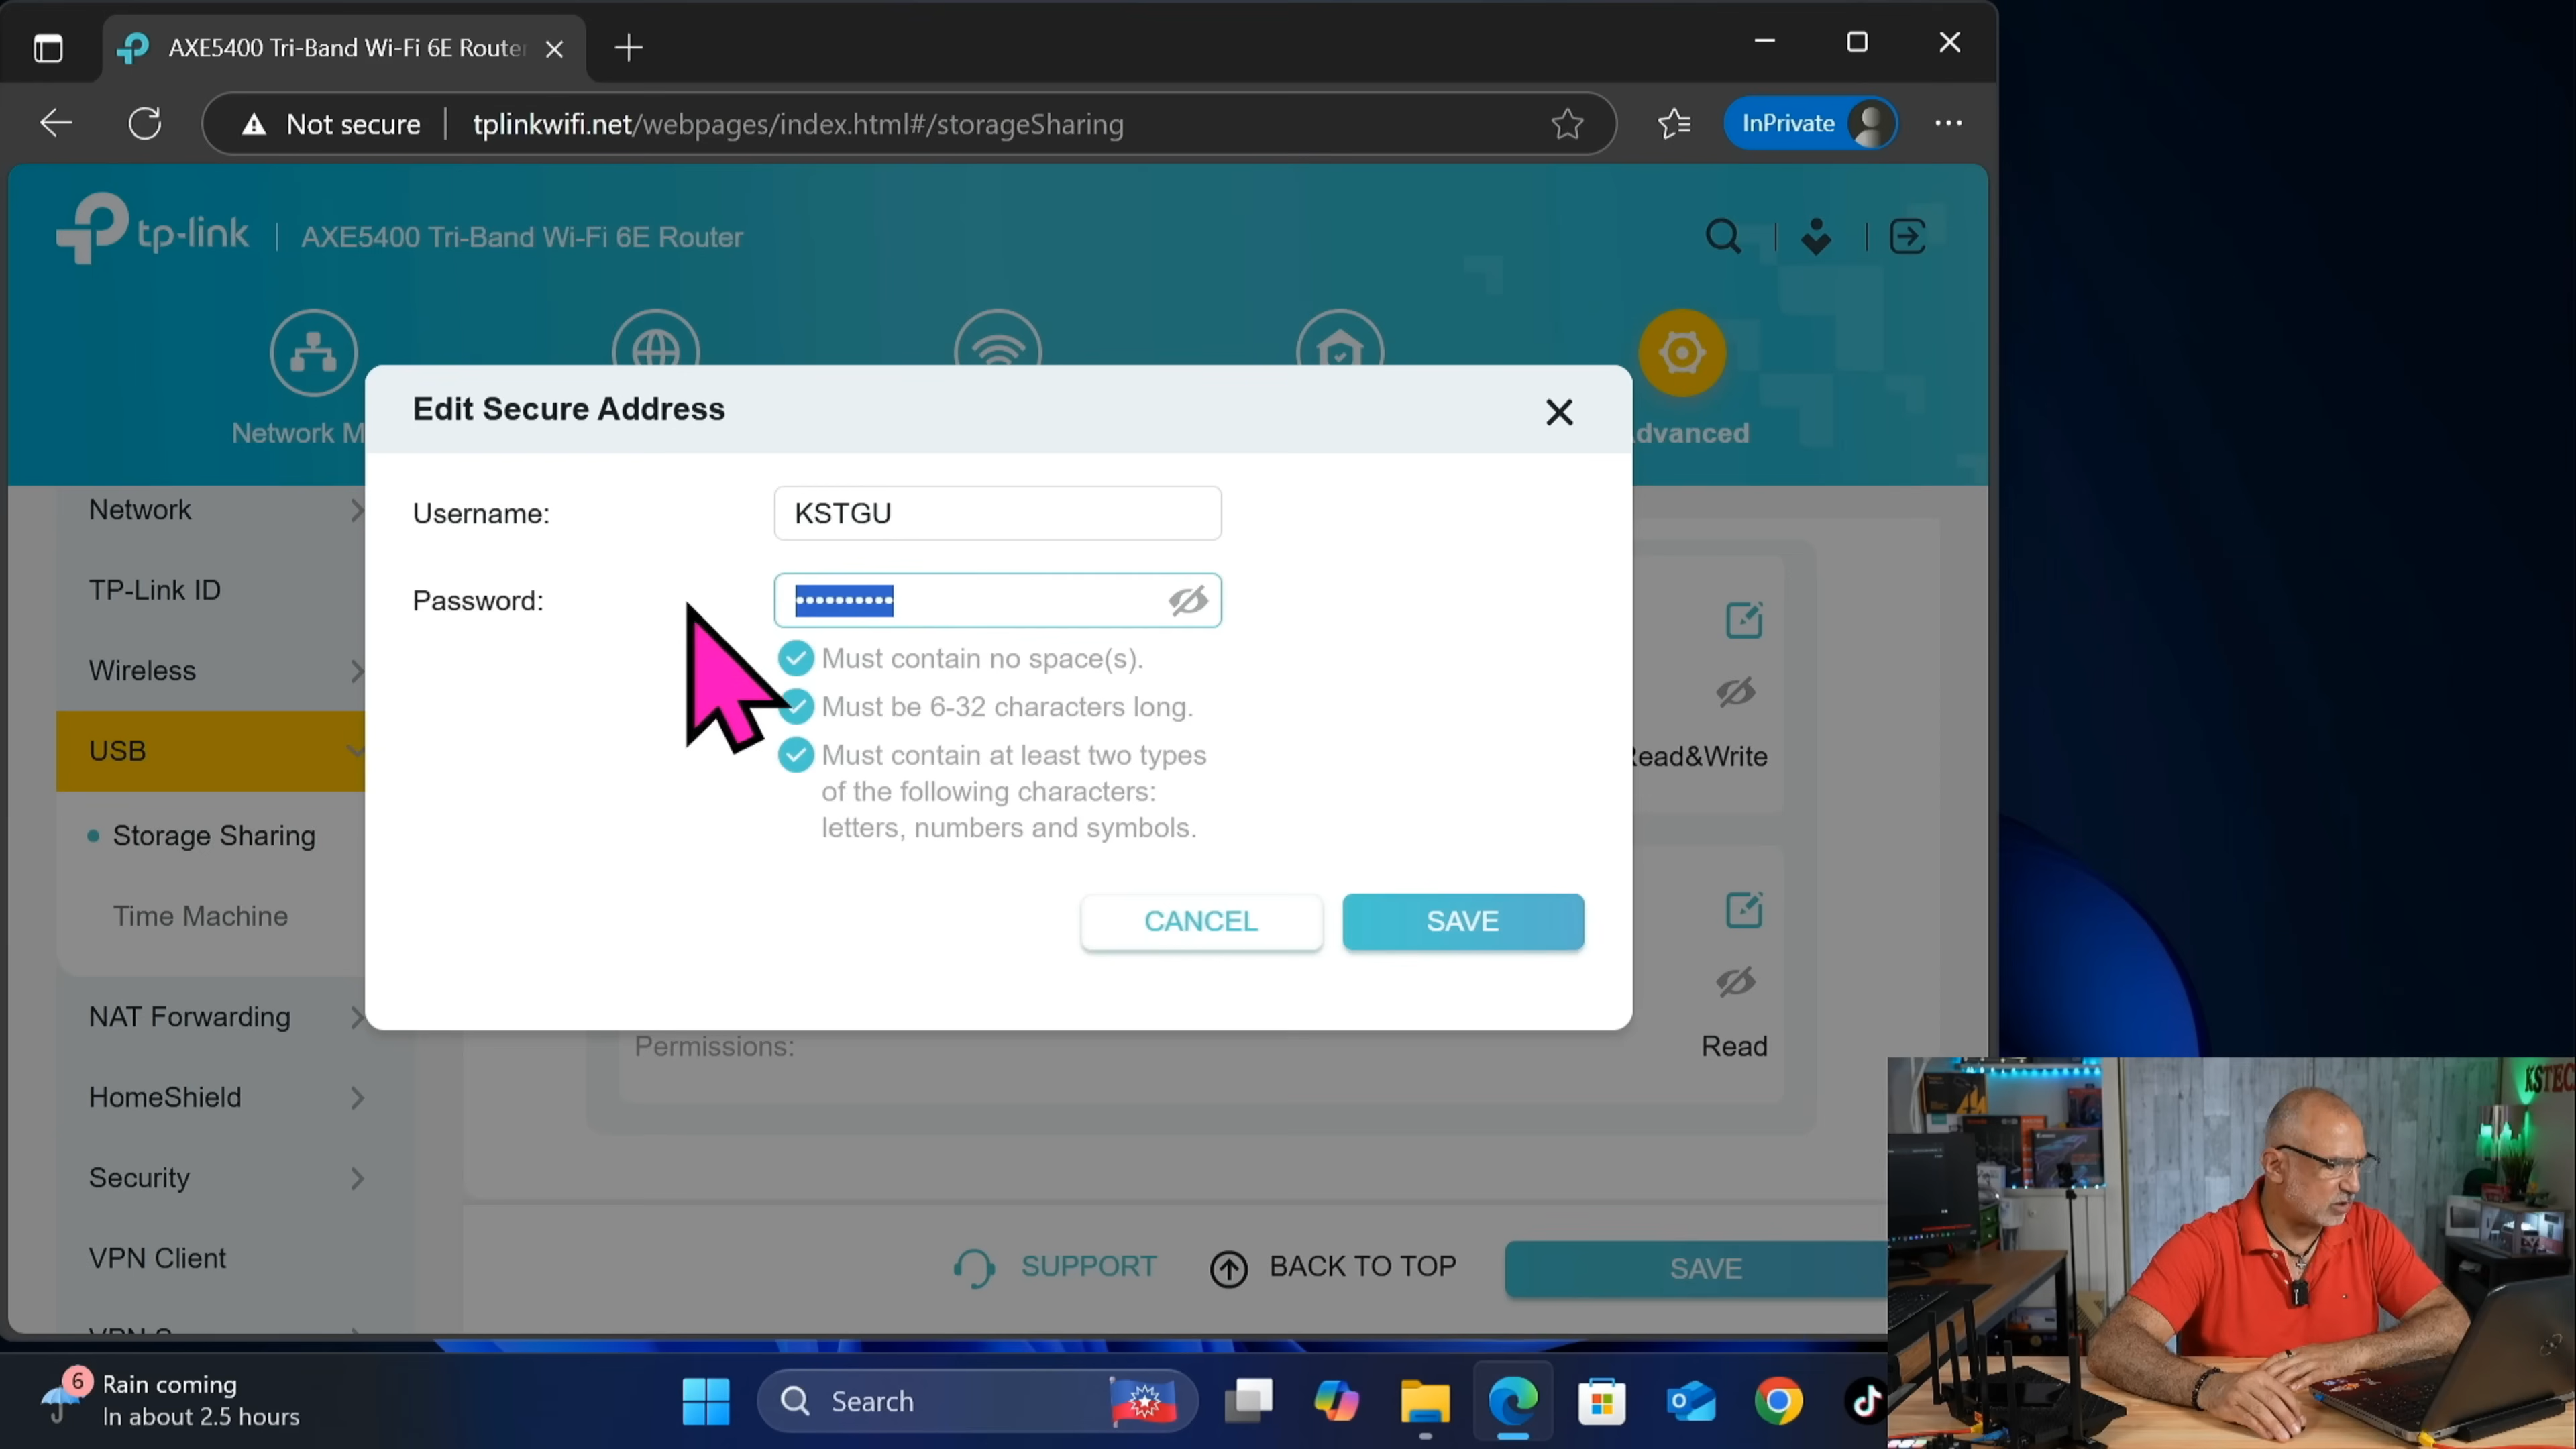 AXE5400 Tri-Band Wi-Fi 6E Router
Not secure
tplinkwifi.net/webpages/index.html#/storageSharing
InPrivate
tp-link
AXE5400 Tri-Band Wi-Fi 6E Router
Network M
dvanced
Edit Secure Address
Username:
KSTGU
Password:
••••••••••
Must contain no space(s).
Must be 6-32 characters long.
Must contain at least two types
of the following characters:
letters, numbers and symbols.
CANCEL
SAVE
Network
TP-Link ID
Wireless
USB
Storage Sharing
Time Machine
NAT Forwarding
HomeShield
Security
VPN Client
Read&Write
Permissions:
Read
SUPPORT
BACK TO TOP
SAVE
KSTEC
6
Rain coming
In about 2.5 hours
Search